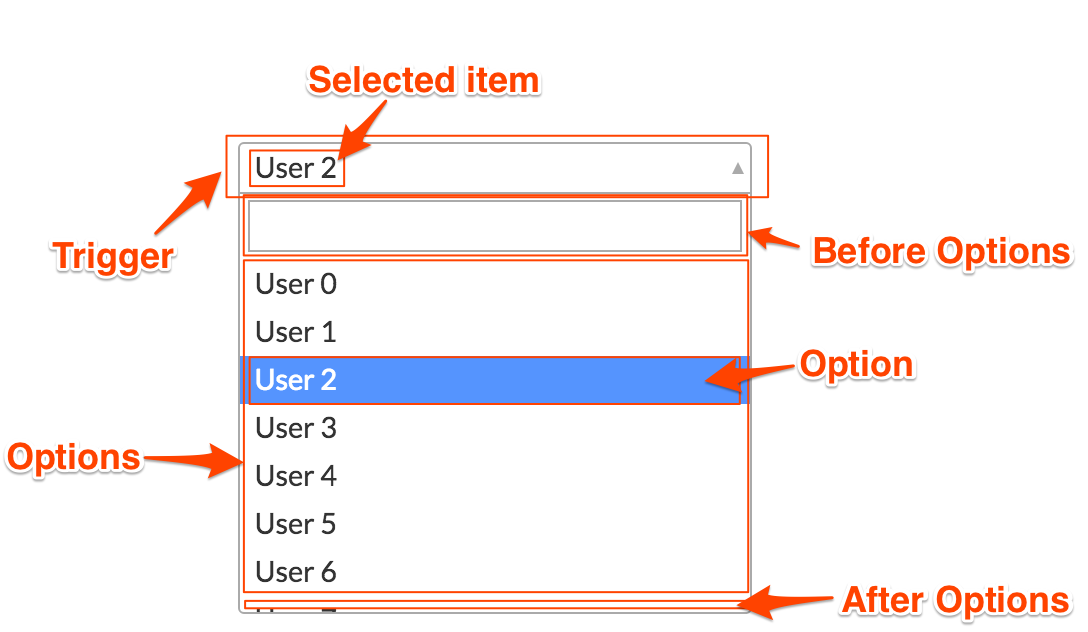 Selected item
User 2
Trigger
Before Options
User 0
User 1
User 2
Option
User 3
Options
User 4
User 5
User 6
After Options